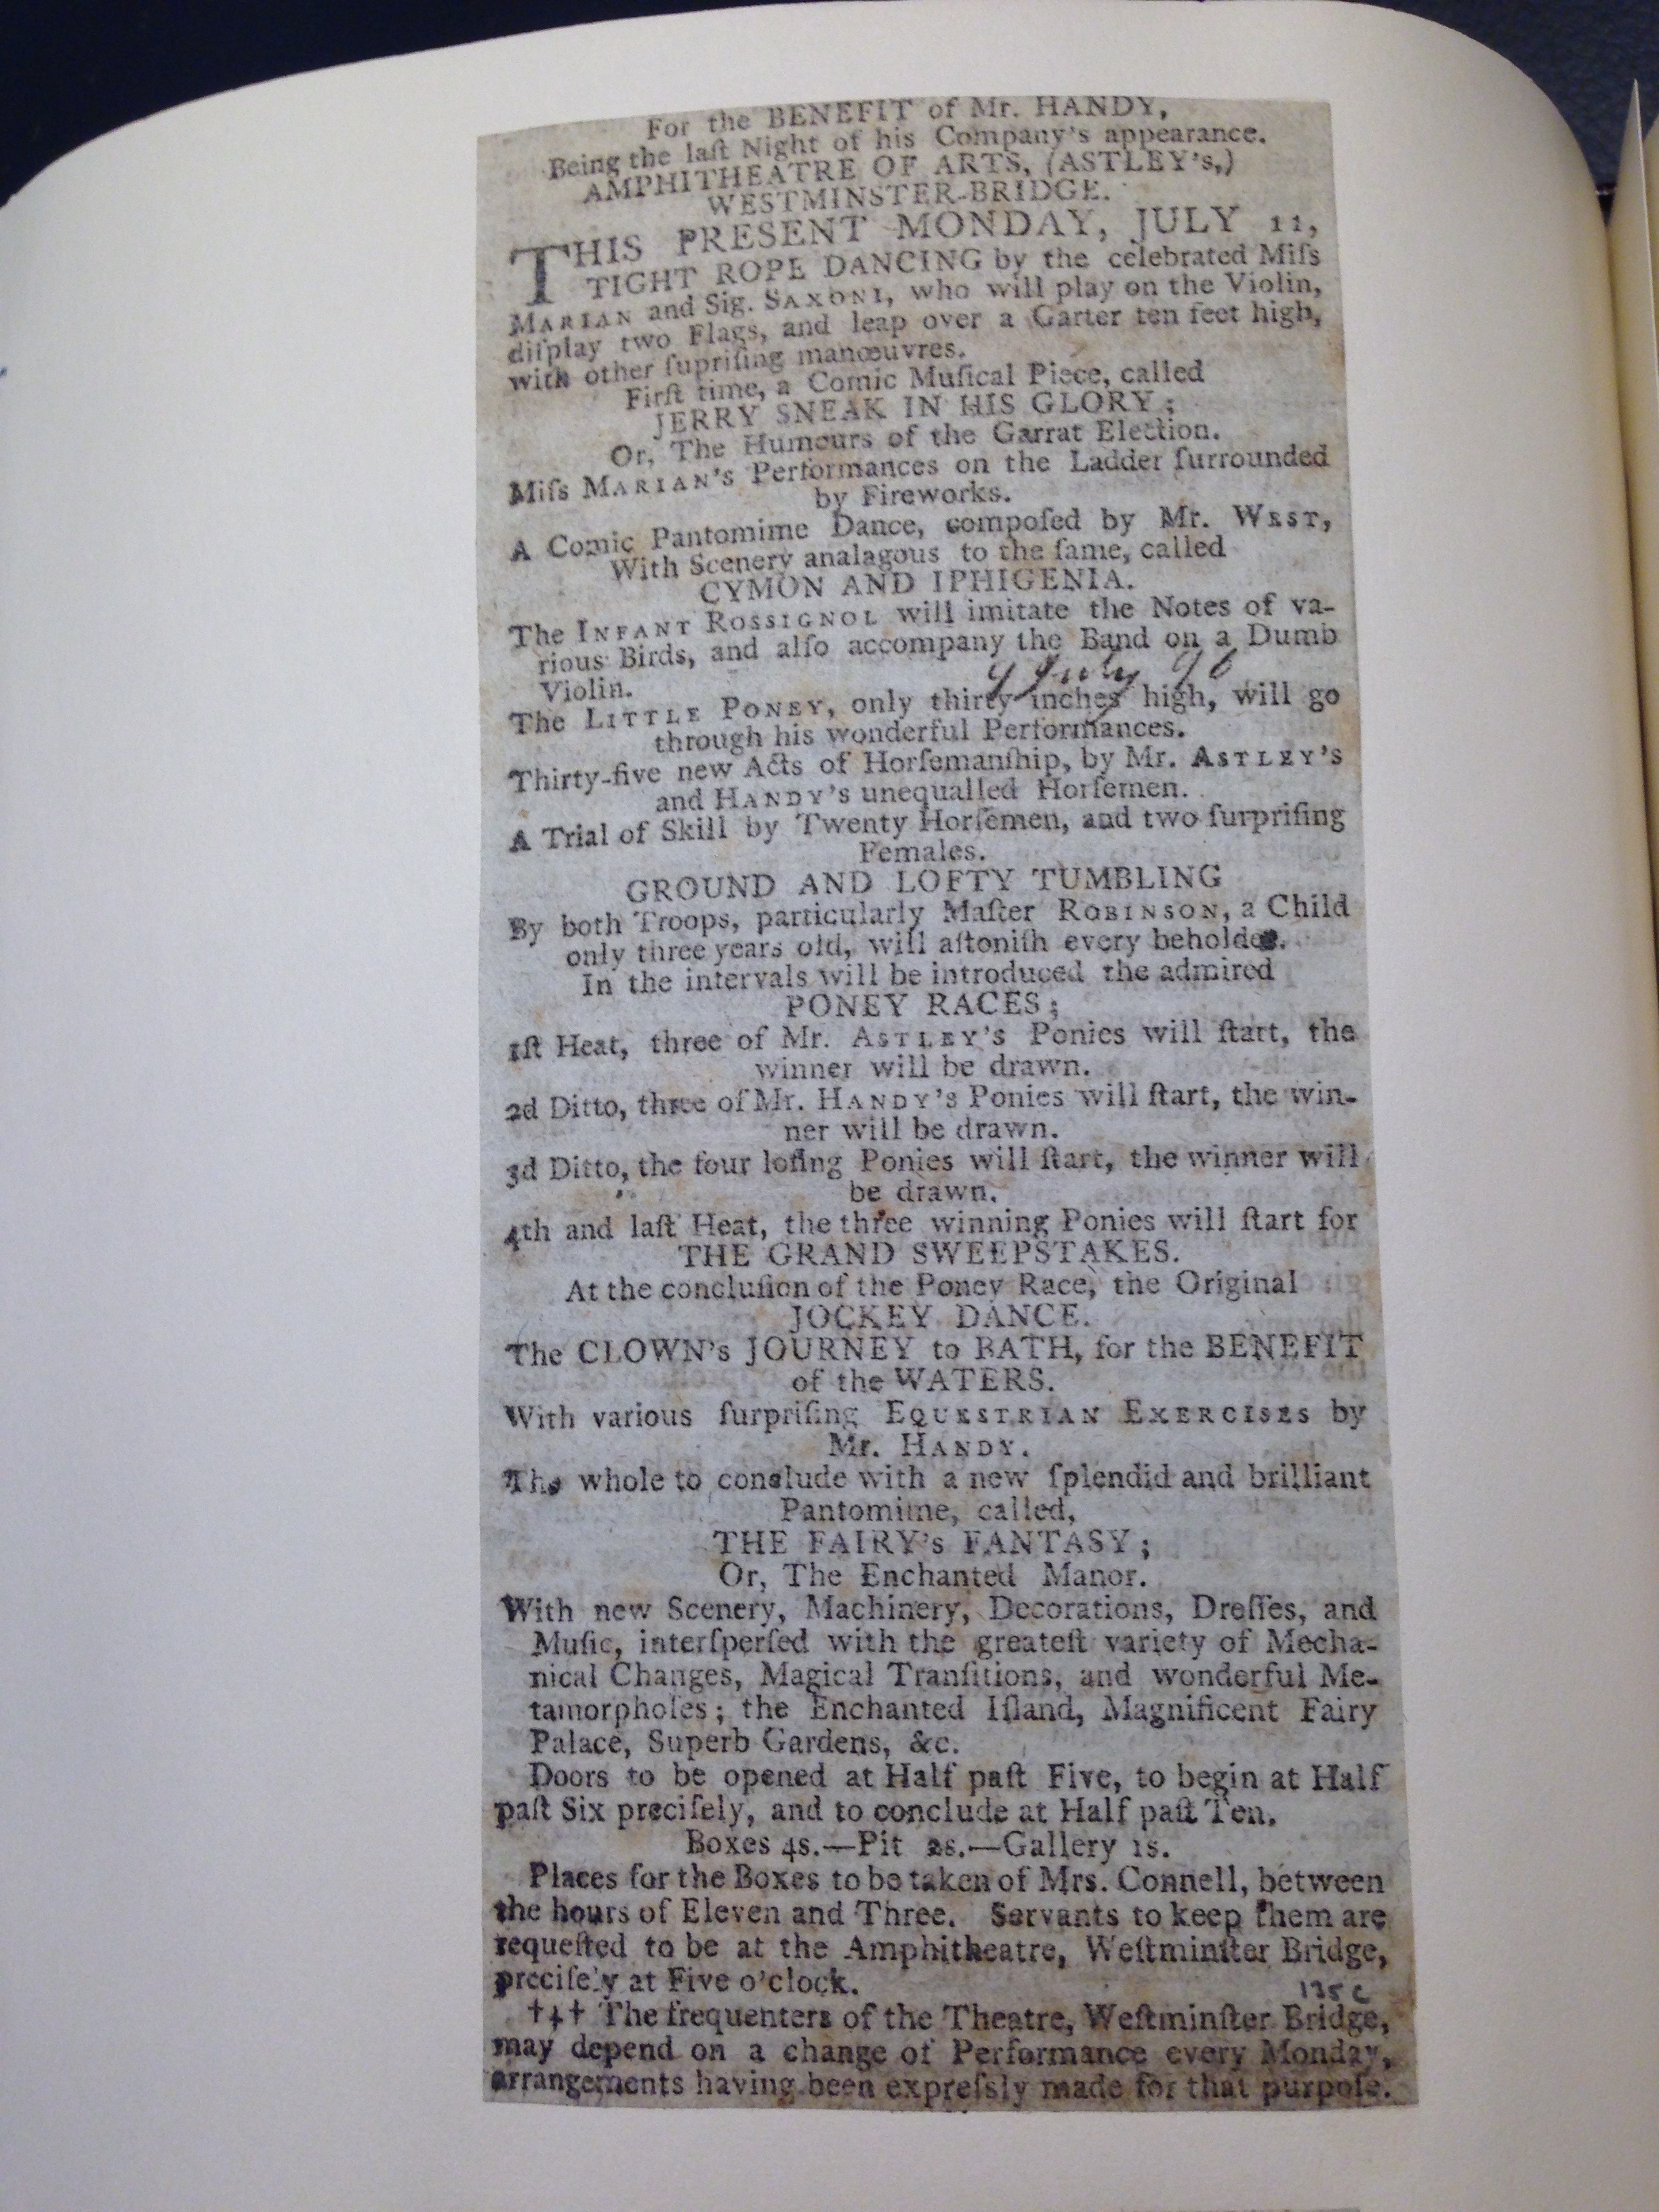 For the BENEFIT of Mr. HANDY,
Being the laſt Night of his Company's appearance.
AMPHITHEATRE OF ARTS, (ASTLEY's,)
WESTMINSTER-BRIDGE.
THIS PRESENT MONDAY, JULY 11,
TIGHT ROPE DANCING by the celebrated Miſs
MARIAN and Sig. SAXONI, who will play on the Violin,
diſplay two Flags, and leap over a Garter ten feet high,
with other ſupriſing manœuvres.
Firſt time, a Comic Muſical Piece, called
JERRY SNEAK IN HIS GLORY;
Or, The Humours of the Garrat Election.
Miſs MARIAN'S Performances on the Ladder ſurrounded
by Fireworks.
A Comic Pantomime Dance, compoſed by Mr. WEST,
With Scenery analagous to the ſame, called
CYMON AND IPHIGENIA.
The INFANT ROSSIGNOL will imitate the Notes of va-
rious Birds, and alſo accompany the Band on a Dumb
Violin.
9 July 96
The LITTLE PONEY, only thirty inches high, will go
through his wonderful Performances.
Thirty-five new Acts of Horſemanſhip, by Mr. ASTLEY'S
and HANDY'S unequalled Horſemen.
A Trial of Skill by Twenty Horſemen, and two ſurpriſing
Females.
GROUND AND LOFTY TUMBLING
By both Troops, particularly Maſter ROBINSON, a Child
only three years old, will aſtoniſh every beholder.
In the intervals will be introduced the admired
PONEY RACES;
1ſt Heat, three of Mr. ASTLEY'S Ponies will ſtart, the
winner will be drawn.
2d Ditto, three of Mr. HANDY'S Ponies will ſtart, the win-
ner will be drawn.
3d Ditto, the four loſing Ponies will ſtart, the winner will
be drawn.
4th and laſt Heat, the three winning Ponies will ſtart for
THE GRAND SWEEPSTAKES.
At the concluſion of the Poney Race, the Original
JOCKEY DANCE.
The CLOWN's JOURNEY to BATH, for the BENEFIT
of the WATERS.
With various ſurpriſing EQUESTRIAN EXERCISES by
Mr. HANDY.
The whole to conclude with a new ſplendid and brilliant
Pantomime, called,
THE FAIRY's FANTASY;
Or, The Enchanted Manor.
With new Scenery, Machinery, Decorations, Dreſſes, and
Muſic, interſperſed with the greateſt variety of Mecha-
nical Changes, Magical Tranſitions, and wonderful Me-
tamorphoſes; the Enchanted Iſland, Magnificent Fairy
Palace, Superb Gardens, &c.
Doors to be opened at Half paſt Five, to begin at Half
paſt Six preciſely, and to conclude at Half paſt Ten.
Boxes 4s.—Pit 2s.—Gallery 1s.
Places for the Boxes to be taken of Mrs. Connell, between
the hours of Eleven and Three. Servants to keep them are
requeſted to be at the Amphitheatre, Weſtminſter Bridge,
preciſely at Five o'clock.
135c
†‡† The frequenters of the Theatre, Weſtminſter Bridge,
may depend on a change of Performance every Monday,
arrangements having been expreſsly made for that purpoſe.